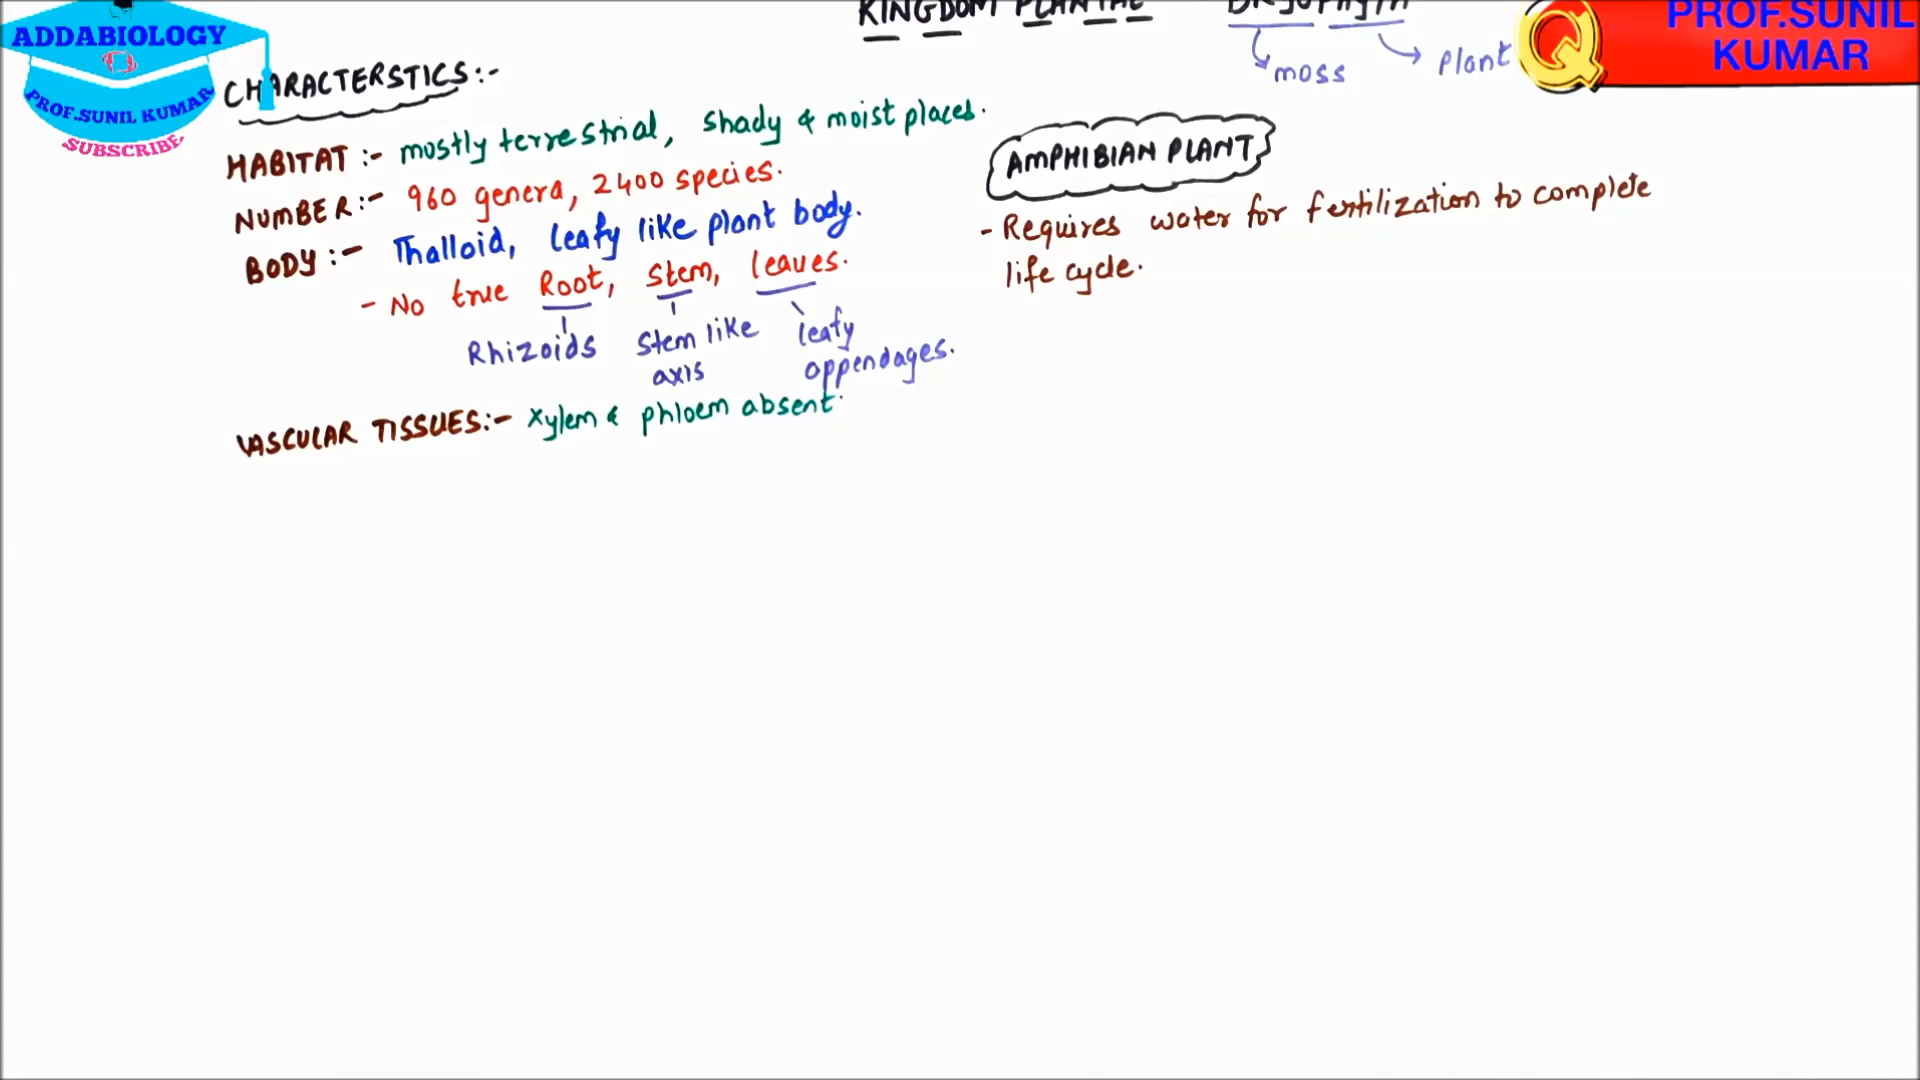 KINGDOM PLANTAE
ADDABIOLOGY
PROF.SUNIL KUMAR
SUBSCRIBE
PROF.SUNIL
KUMAR
moss
plant
CHARACTERSTICS:-
HABITAT :- mostly terrestrial, shady & moist places.
NUMBER:- 960 genera, 2400 species.
BODY :- Thalloid, leafy like plant body.
- No true Root, Stem, leaves.
Rhizoids stem like leafy
axis appendages.
VASCULAR TISSUES:- xylem & phloem absent.
AMPHIBIAN PLANT
- Requires water for fertilization to complete
life cycle.